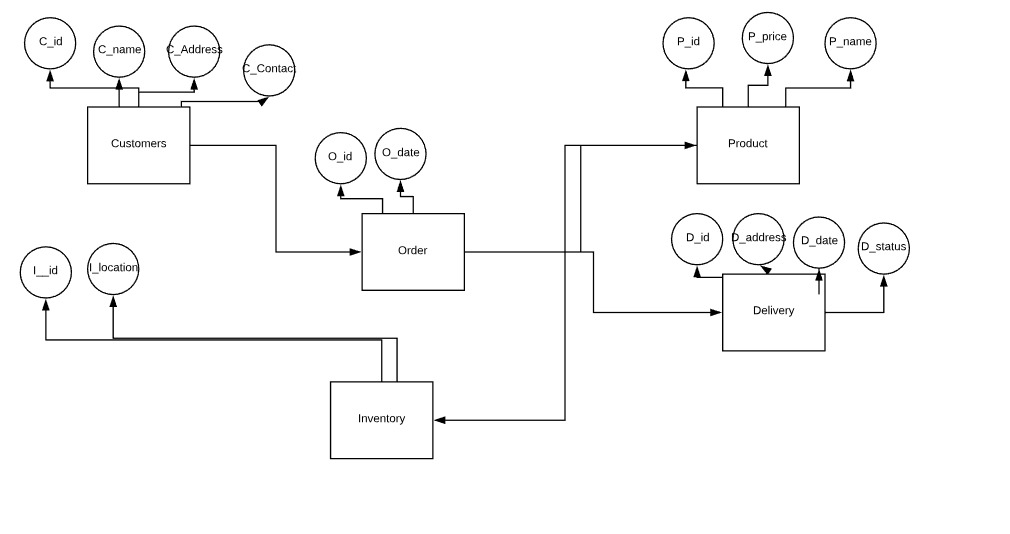 C_id
C_name
C_Address
C_Contact
Customers
P_id
P_price
P_name
Product
O_id
O_date
Order
D_id
D_address
D_date
D_status
Delivery
I__id
I_location
Inventory